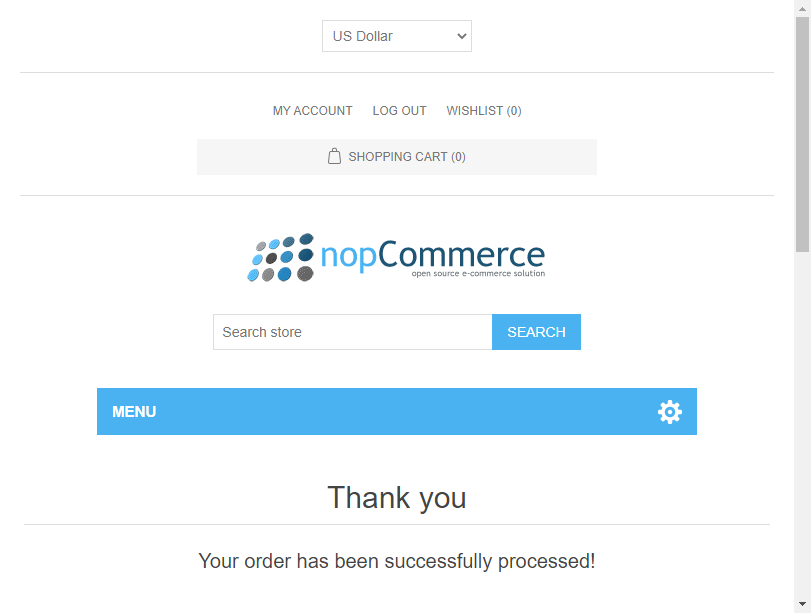 US Dollar
MY ACCOUNT LOG OUT WISHLIST (0)
SHOPPING CART (0)
nopCommerce
open source e-commerce solution
Search store SEARCH
MENU
Thank you
Your order has been successfully processed!